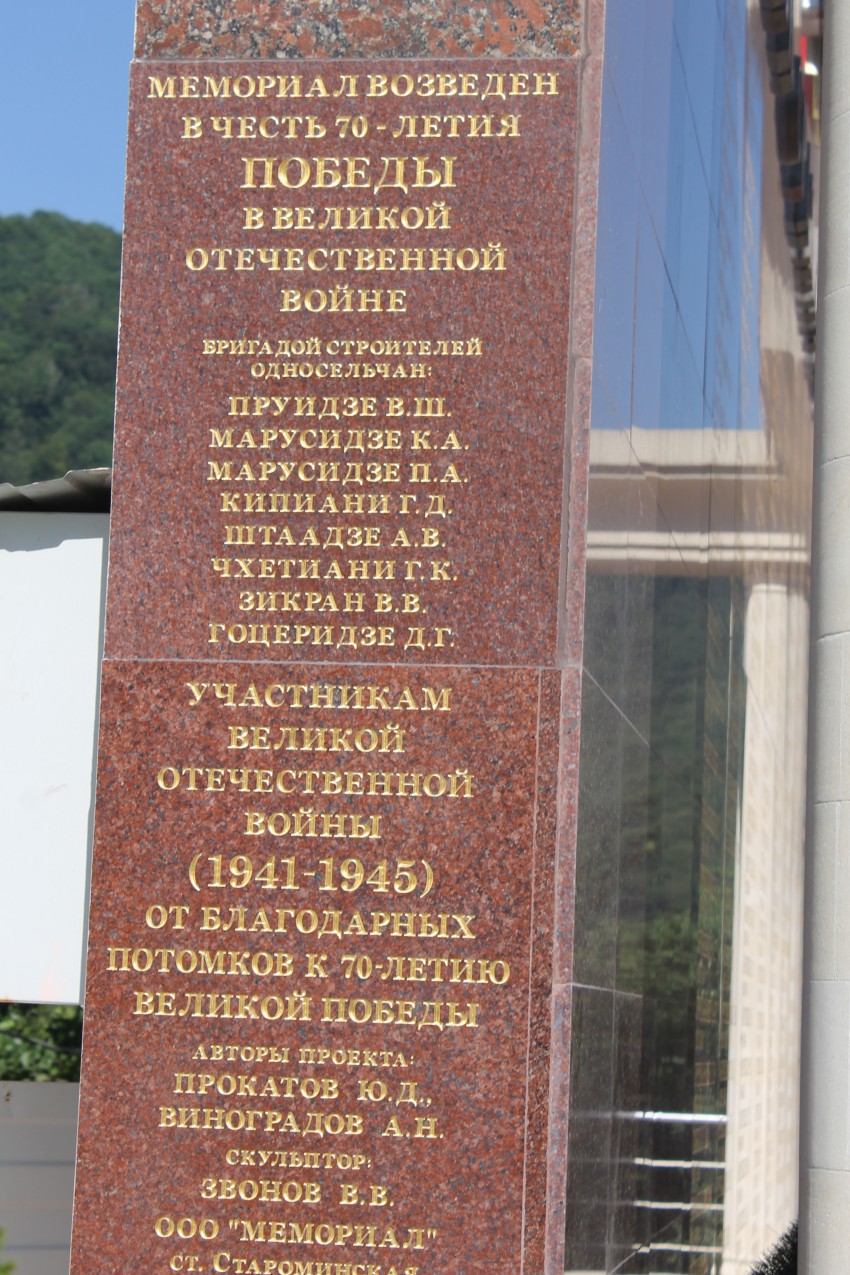 МЕМОРИАЛ ВОЗВЕДЕН
В ЧЕСТЬ 70 - ЛЕТИЯ
ПОБЕДЫ
В ВЕЛИКОЙ
ОТЕЧЕСТВЕННОЙ
ВОЙНЕ
БРИГАДОЙ СТРОИТЕЛЕЙ
ОДНОСЕЛЬЧАН:
ПРУИДЗЕ В.Ш.
МАРУСИДЗЕ К.А.
МАРУСИДЗЕ П.А.
КИПИАНИ Г.Д.
ШТААДЗЕ А.В.
ЧХЕТИАНИ Г.К.
ЗИКРАН В.В.
ГОЦЕРИДЗЕ Д.Г.
УЧАСТНИКАМ
ВЕЛИКОЙ
ОТЕЧЕСТВЕННОЙ
ВОЙНЫ
(1941-1945)
ОТ БЛАГОДАРНЫХ
ПОТОМКОВ К 70-ЛЕТИЮ
ВЕЛИКОЙ ПОБЕДЫ
АВТОРЫ ПРОЕКТА:
ПРОКАТОВ Ю.Д.,
ВИНОГРАДОВ А.Н.
СКУЛЬПТОР:
ЗВОНОВ В.В.
ООО "МЕМОРИАЛ"
СТ. СТАРОМИНСКАЯ